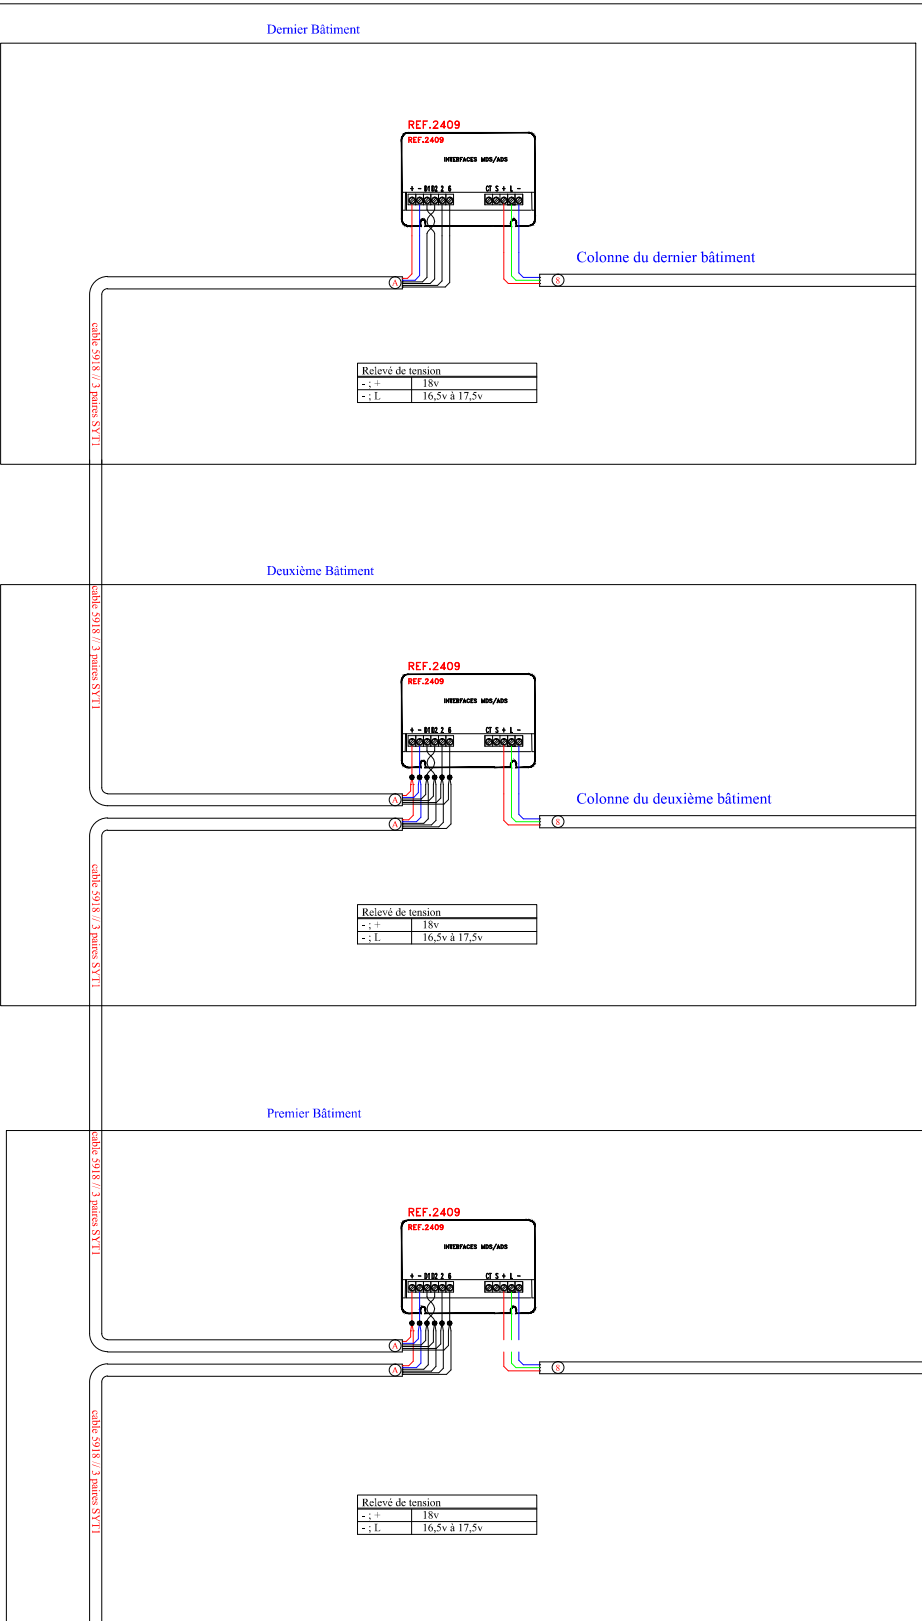 Dernier Bâtiment
REF.2409
REF.2409
INTERFACES MDS/ADS
+ - D1 D2 2 6
CT S + L -
Colonne du dernier bâtiment
A
8
cable 5918 // 3 paires SYT1
Relevé de tension
- ; + 18v
- ; L 16,5v à 17,5v
Deuxième Bâtiment
cable 5918 // 3 paires SYT1
REF.2409
REF.2409
INTERFACES MDS/ADS
+ - D1 D2 2 6
CT S + L -
Colonne du deuxième bâtiment
A
A
8
cable 5918 // 3 paires SYT1
Relevé de tension
- ; + 18v
- ; L 16,5v à 17,5v
Premier Bâtiment
cable 5918 // 3 paires SYT1
REF.2409
REF.2409
INTERFACES MDS/ADS
+ - D1 D2 2 6
CT S + L -
A
A
8
cable 5918 // 3 paires SYT1
Relevé de tension
- ; + 18v
- ; L 16,5v à 17,5v